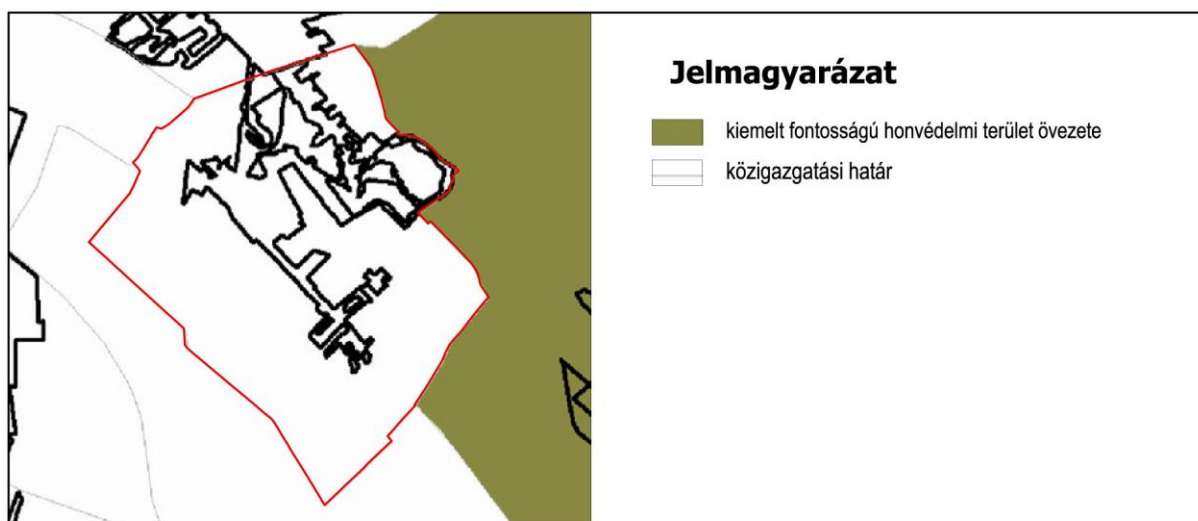 Jelmagyarázat
kiemelt fontosságú honvédelmi terület övezete
közigazgatási határ